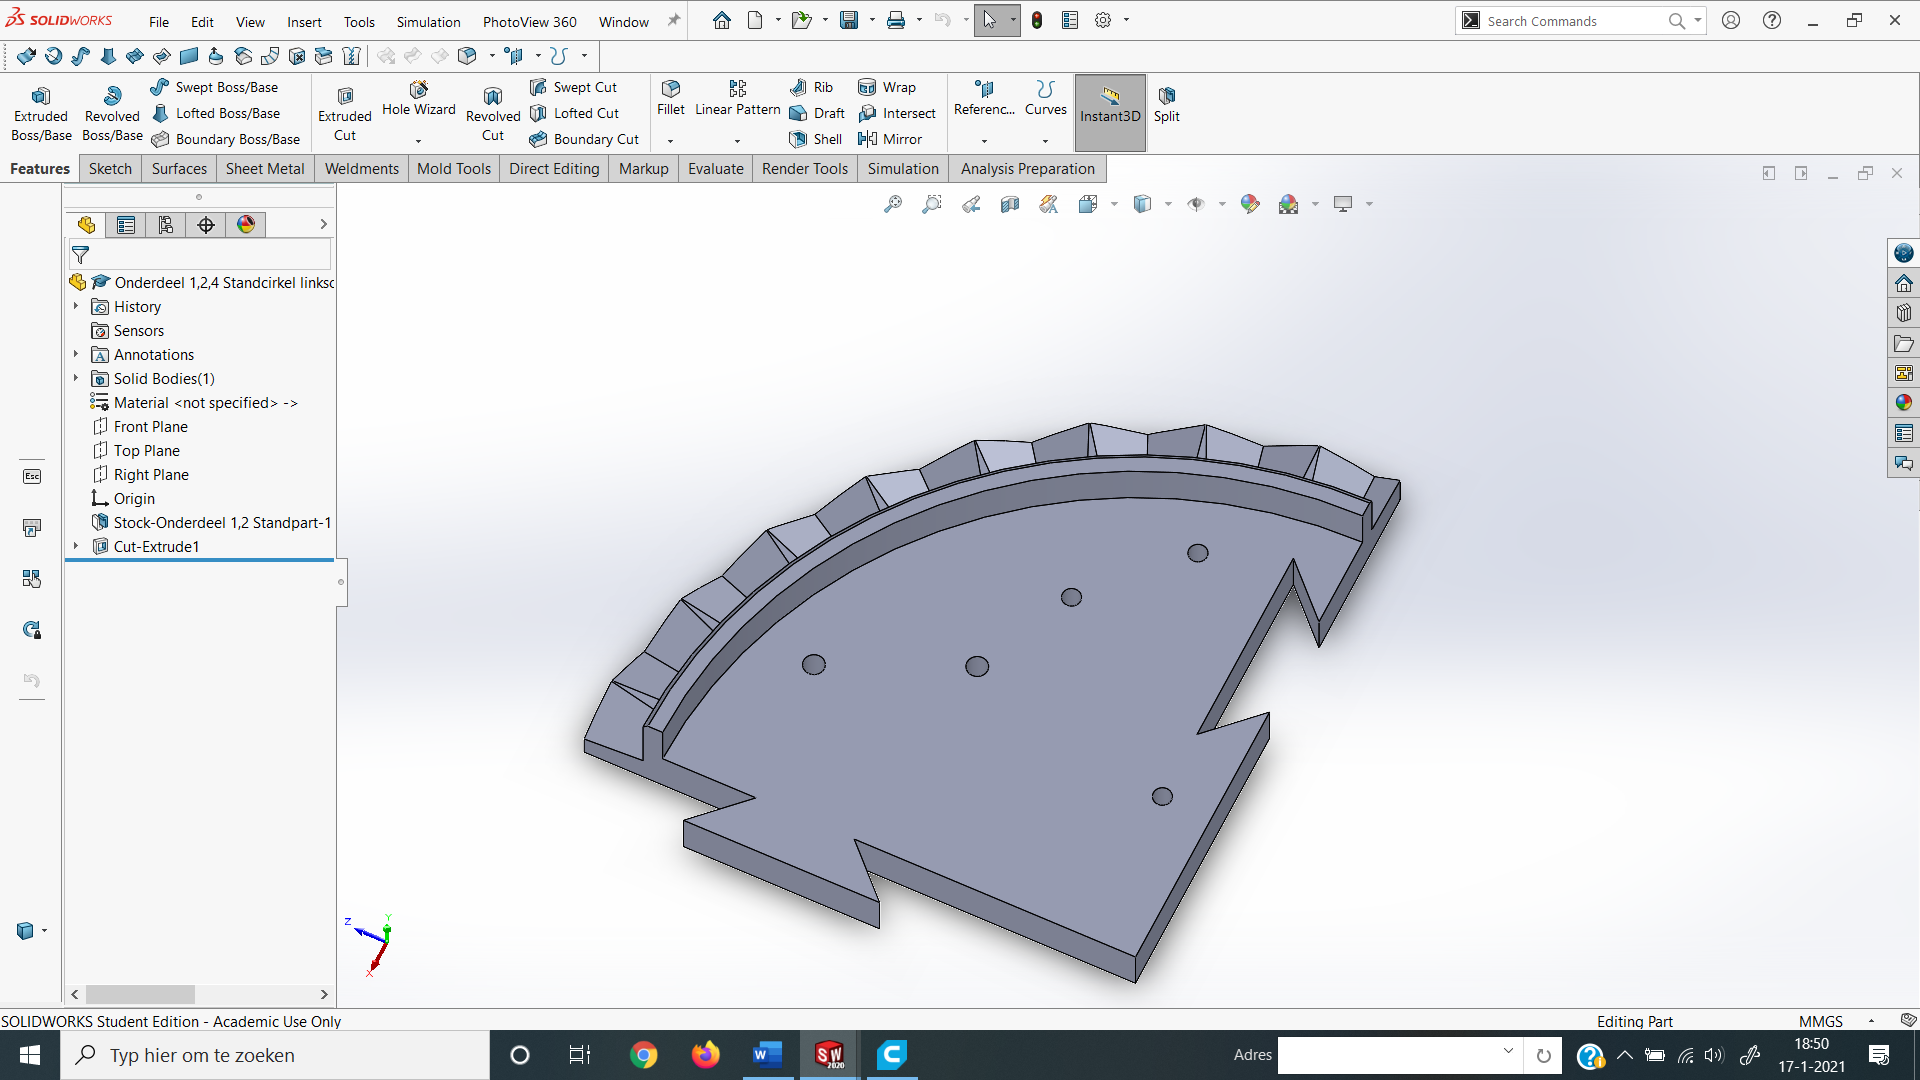 SOLIDWORKS File Edit View Insert Tools Simulation PhotoView 360 Window Search Commands
Extruded Boss/Base
Revolved Boss/Base
Swept Boss/Base
Lofted Boss/Base
Boundary Boss/Base
Extruded Cut
Hole Wizard
Revolved Cut
Swept Cut
Lofted Cut
Boundary Cut
Fillet
Linear Pattern
Rib
Draft
Shell
Wrap
Intersect
Mirror
Referenc...
Curves
Instant3D
Split
Features Sketch Surfaces Sheet Metal Weldments Mold Tools Direct Editing Markup Evaluate Render Tools Simulation Analysis Preparation
Onderdeel 1,2,4 Standcirkel linksc
History
Sensors
Annotations
Solid Bodies(1)
Material <not specified> ->
Front Plane
Top Plane
Right Plane
Origin
Stock-Onderdeel 1,2 Standpart-1
Cut-Extrude1
Esc
Z
Y
X
SOLIDWORKS Student Edition - Academic Use Only Editing Part MMGS
Typ hier om te zoeken
W
SW
2020
Adres
18:50
17-1-2021